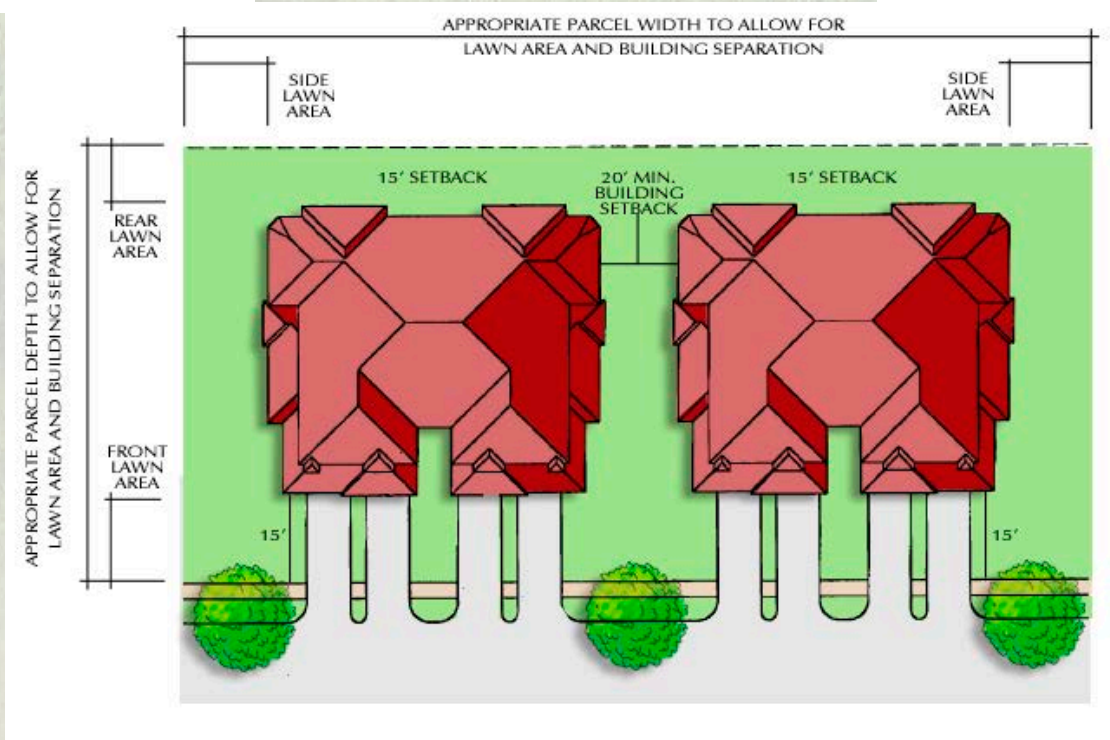 APPROPRIATE PARCEL WIDTH TO ALLOW FOR
LAWN AREA AND BUILDING SEPARATION
SIDE
LAWN
AREA
SIDE
LAWN
AREA
15' SETBACK
20' MIN.
BUILDING
SETBACK
15' SETBACK
APPROPRIATE PARCEL DEPTH TO ALLOW FOR
LAWN AREA AND BUILDING SEPARATION
REAR
LAWN
AREA
FRONT
LAWN
AREA
15'
15'